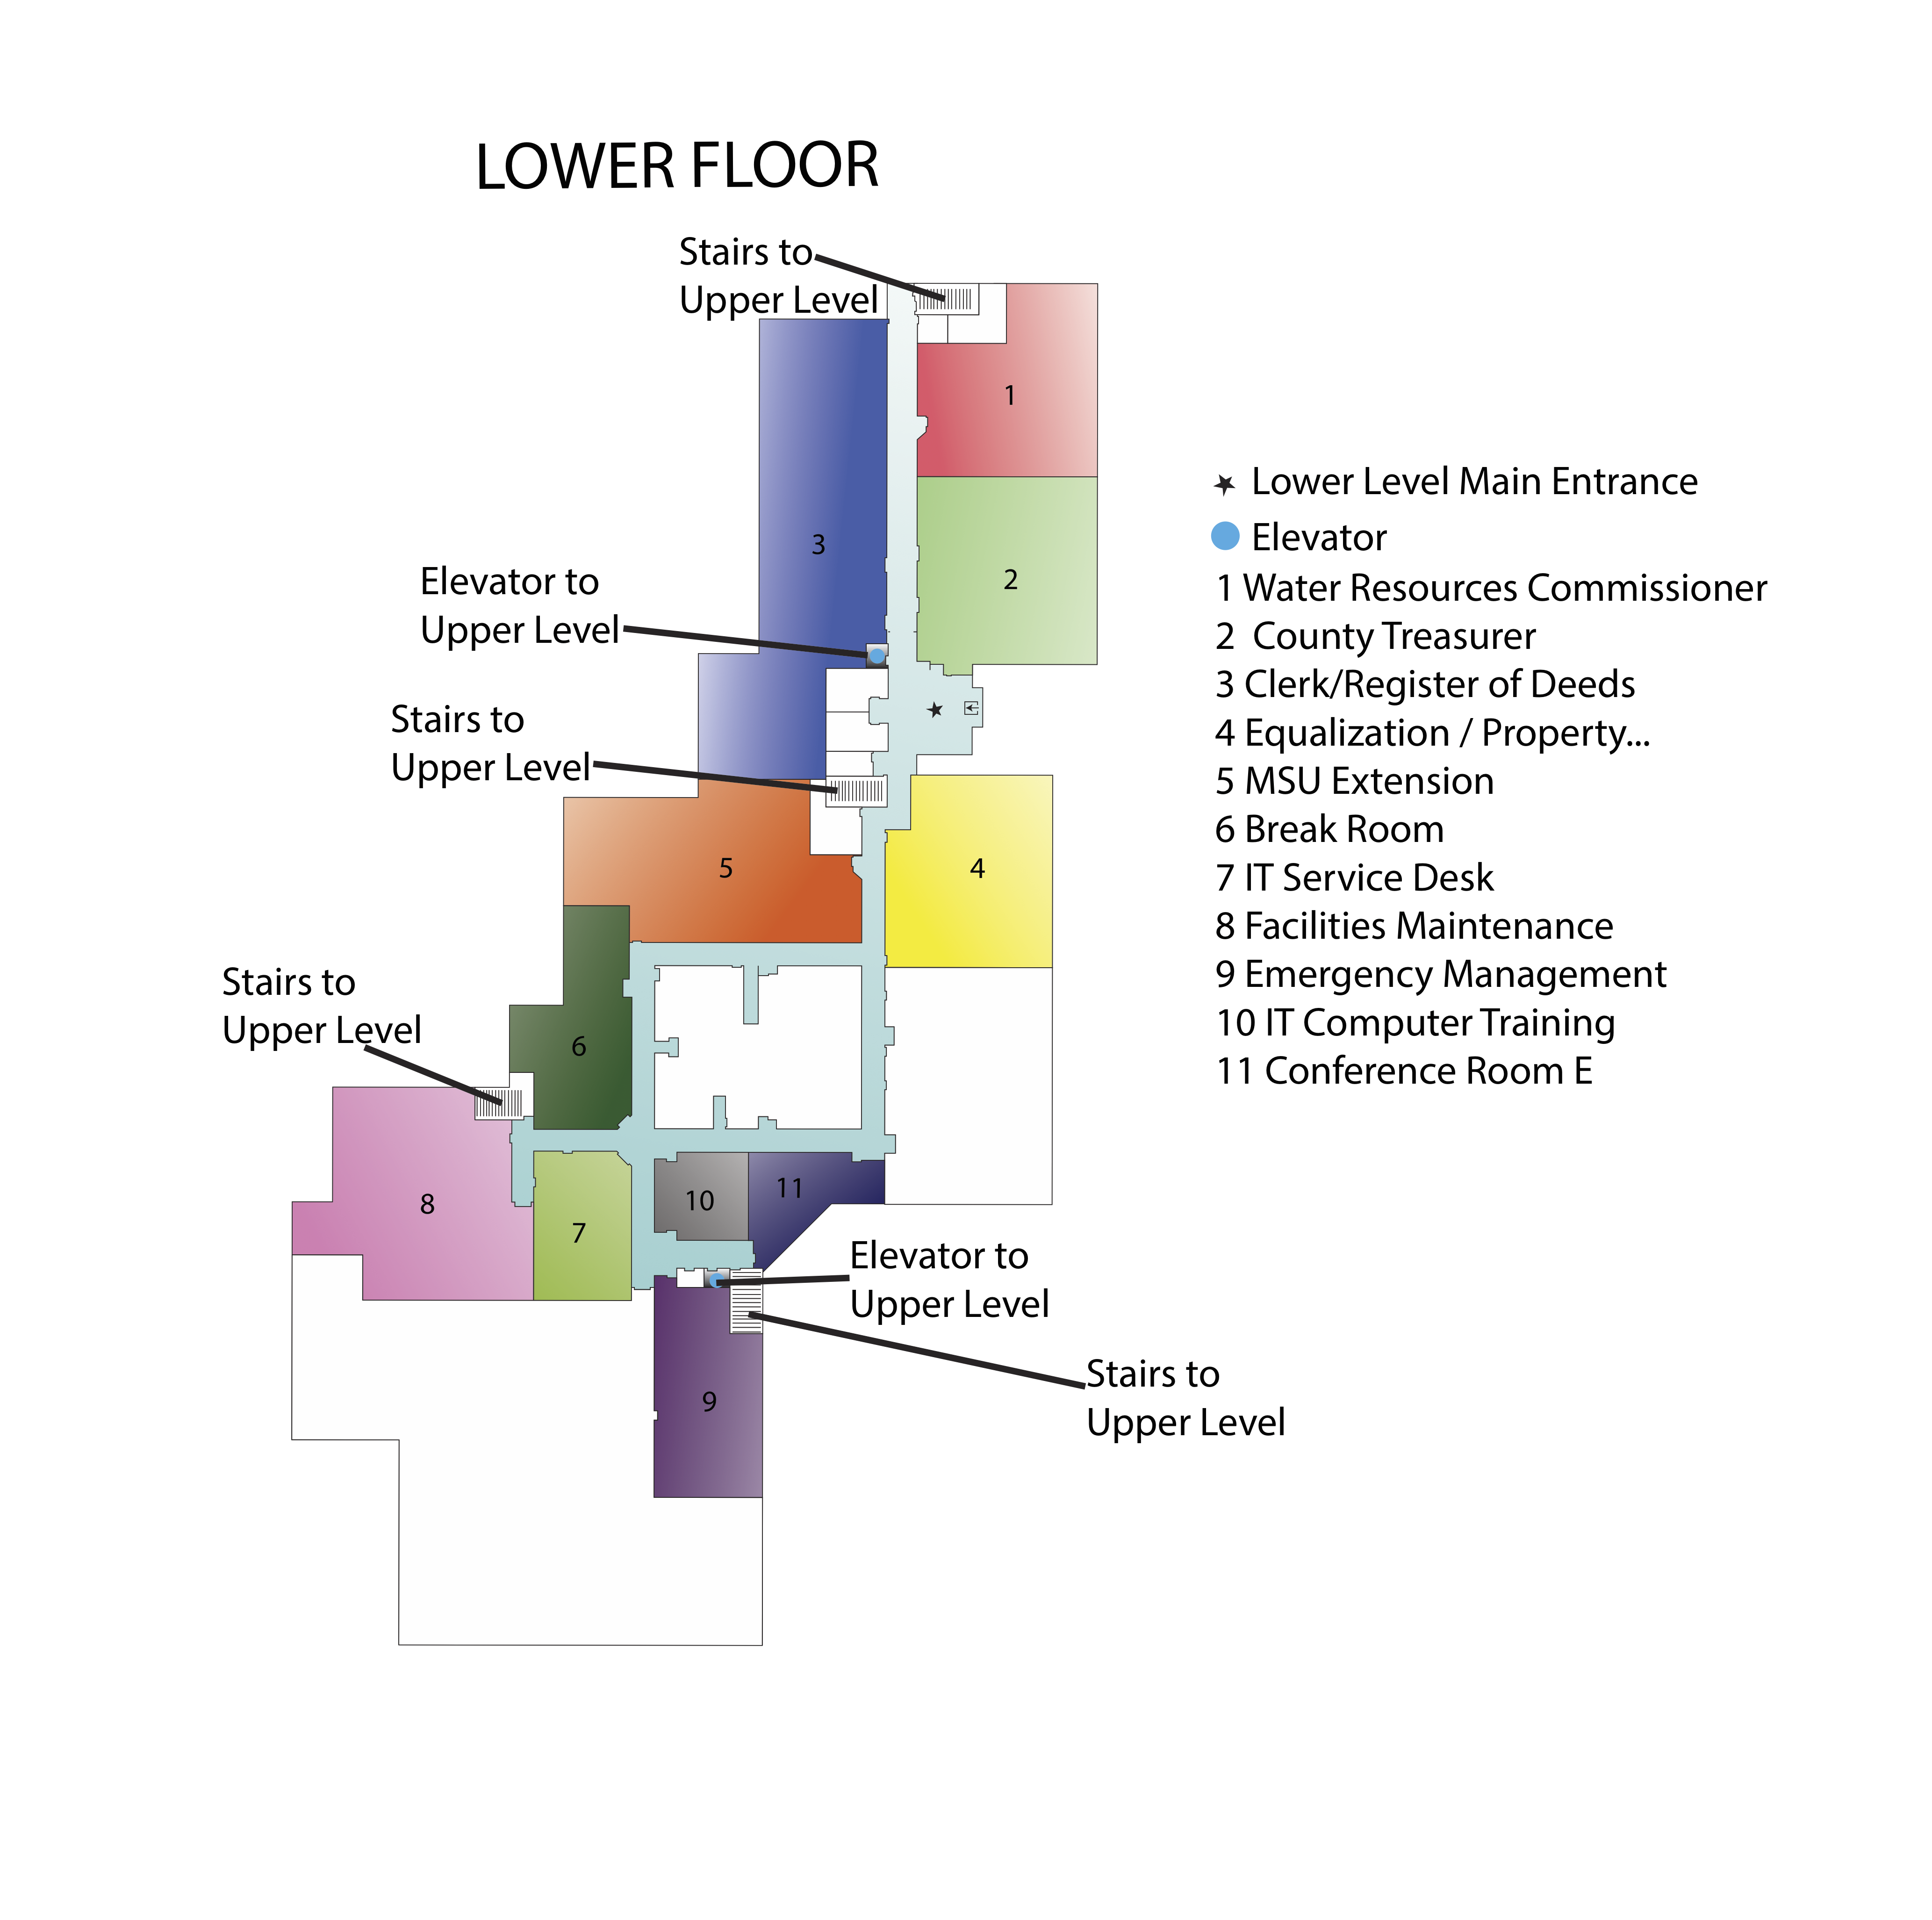 LOWER FLOOR
Stairs to
Upper Level
1
3
2
Elevator to
Upper Level
Stairs to
Upper Level
5
4
Stairs to
Upper Level
6
8
7
10
11
Elevator to
Upper Level
Stairs to
Upper Level
9
★ Lower Level Main Entrance
Elevator
1 Water Resources Commissioner
2 County Treasurer
3 Clerk/Register of Deeds
4 Equalization / Property...
5 MSU Extension
6 Break Room
7 IT Service Desk
8 Facilities Maintenance
9 Emergency Management
10 IT Computer Training
11 Conference Room E